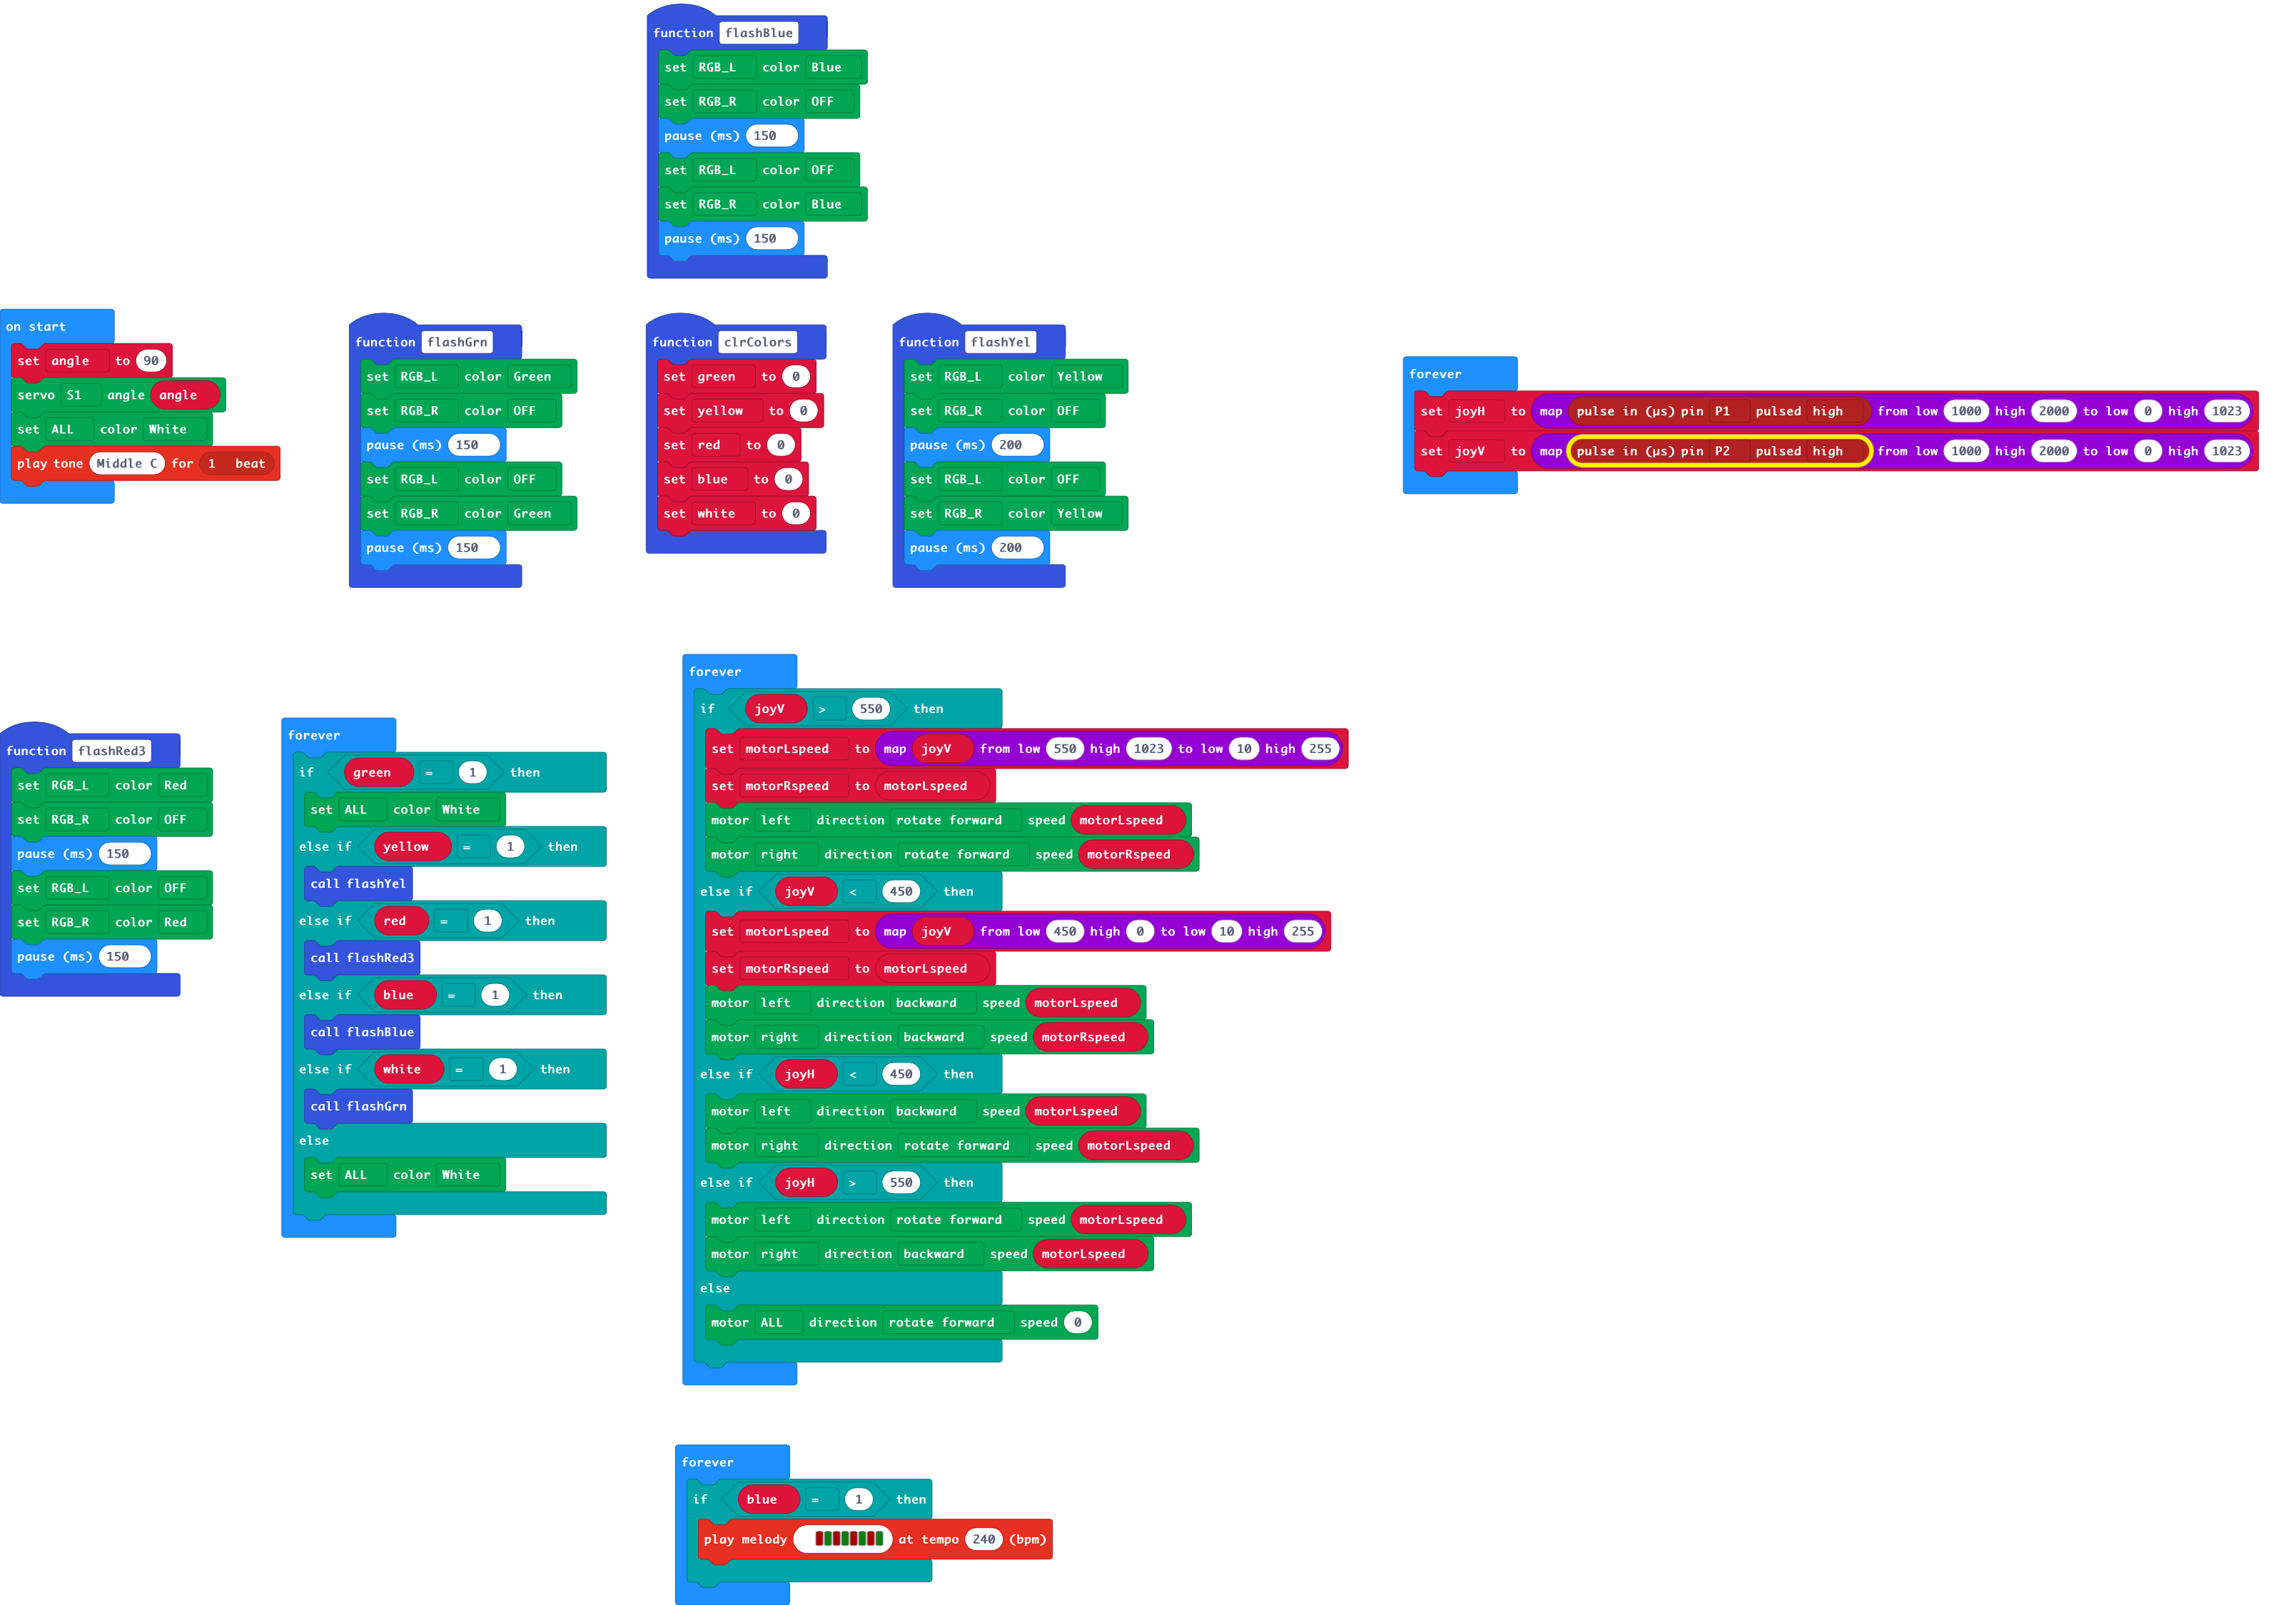 function flashBlue
set RGB_L color Blue
set RGB_R color OFF
pause (ms) 150
set RGB_L color OFF
set RGB_R color Blue
pause (ms) 150
on start
set angle to 90
servo S1 angle angle
set ALL color White
play tone Middle C for 1 beat
function flashGrn
set RGB_L color Green
set RGB_R color OFF
pause (ms) 150
set RGB_L color OFF
set RGB_R color Green
pause (ms) 150
function clrColors
set green to 0
set yellow to 0
set red to 0
set blue to 0
set white to 0
function flashYel
set RGB_L color Yellow
set RGB_R color OFF
pause (ms) 200
set RGB_L color OFF
set RGB_R color Yellow
pause (ms) 200
forever
set joyH to map pulse in (µs) pin P1 pulsed high from low 1000 high 2000 to low 0 high 1023
set joyV to map pulse in (µs) pin P2 pulsed high from low 1000 high 2000 to low 0 high 1023
function flashRed3
set RGB_L color Red
set RGB_R color OFF
pause (ms) 150
set RGB_L color OFF
set RGB_R color Red
pause (ms) 150
forever
if green = 1 then
set ALL color White
else if yellow = 1 then
call flashYel
else if red = 1 then
call flashRed3
else if blue = 1 then
call flashBlue
else if white = 1 then
call flashGrn
else
set ALL color White
forever
if joyV > 550 then
set motorLspeed to map joyV from low 550 high 1023 to low 10 high 255
set motorRspeed to motorLspeed
motor left direction rotate forward speed motorLspeed
motor right direction rotate forward speed motorRspeed
else if joyV < 450 then
set motorLspeed to map joyV from low 450 high 0 to low 10 high 255
set motorRspeed to motorLspeed
motor left direction backward speed motorLspeed
motor right direction backward speed motorRspeed
else if joyH < 450 then
motor left direction backward speed motorLspeed
motor right direction rotate forward speed motorLspeed
else if joyH > 550 then
motor left direction rotate forward speed motorLspeed
motor right direction backward speed motorLspeed
else
motor ALL direction rotate forward speed 0
forever
if blue = 1 then
play melody at tempo 240 (bpm)